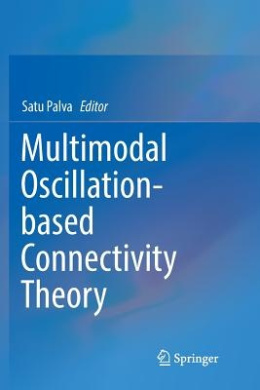 Satu Palva Editor
Multimodal
Oscillation-
based
Connectivity
Theory
Springer